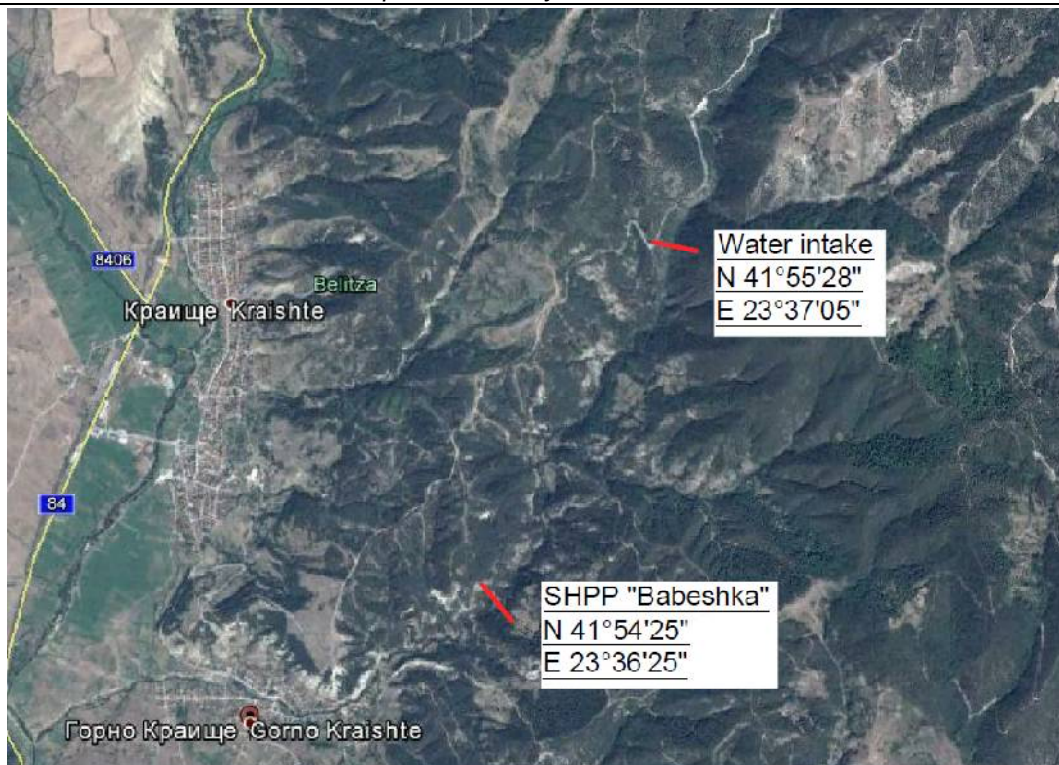 Water intake
N 41°55'28"
E 23°37'05"
8406
Belitza
Краище Kraishte
84
SHPP "Babeshka"
N 41°54'25"
E 23°36'25"
Горно Краище Gorno Kraishte